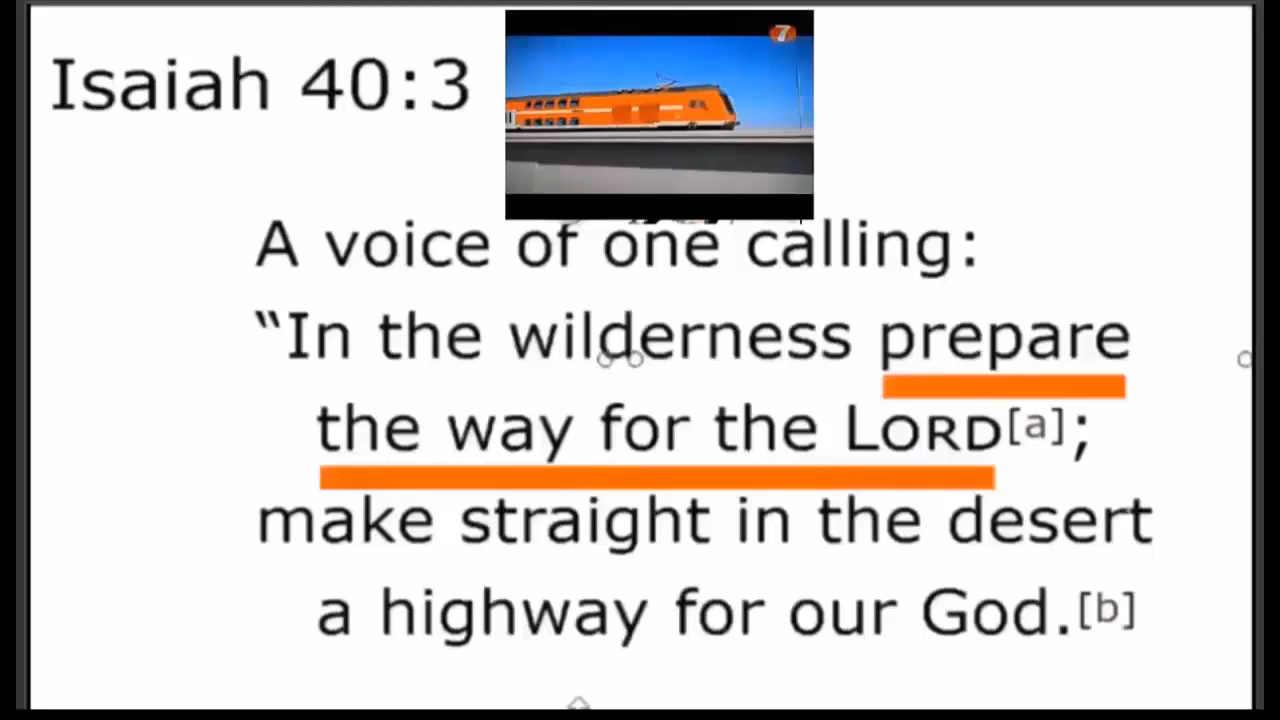 Isaiah 40:3
7
A voice of one calling:
“In the wilderness prepare
the way for the LORD[a];
make straight in the desert
a highway for our God.[b]